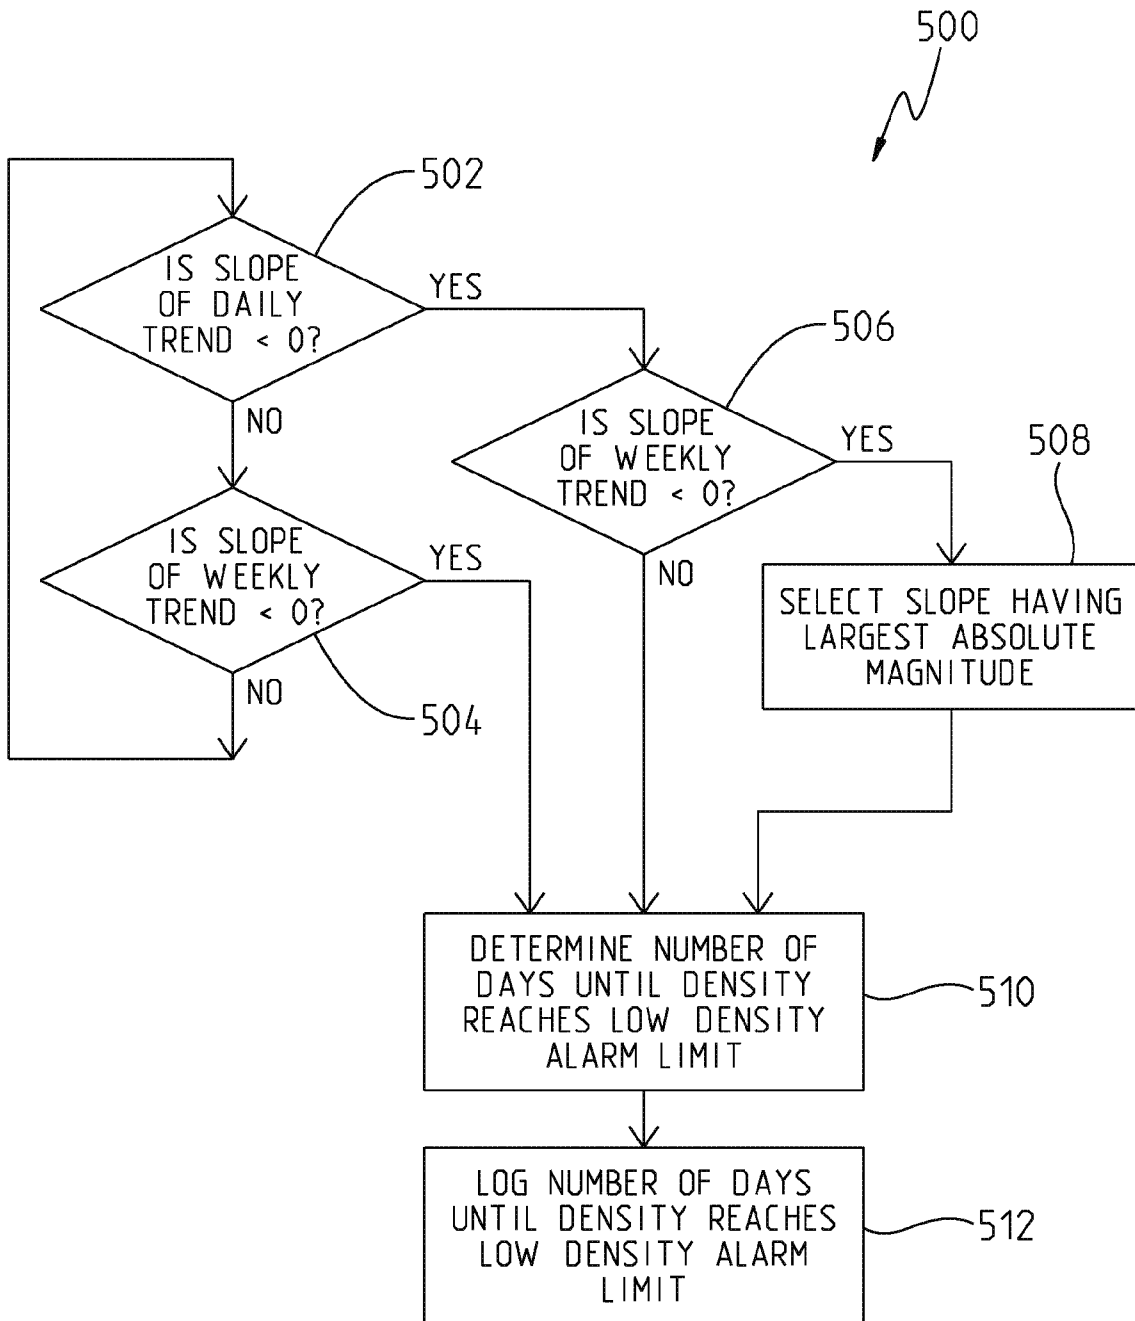 500
502
IS SLOPE
OF DAILY
TREND < 0?
YES
NO
506
IS SLOPE
OF WEEKLY
TREND < 0?
YES
NO
508
SELECT SLOPE HAVING
LARGEST ABSOLUTE
MAGNITUDE
IS SLOPE
OF WEEKLY
TREND < 0?
YES
NO
504
DETERMINE NUMBER OF
DAYS UNTIL DENSITY
REACHES LOW DENSITY
ALARM LIMIT
510
LOG NUMBER OF DAYS
UNTIL DENSITY REACHES
LOW DENSITY ALARM
LIMIT
512